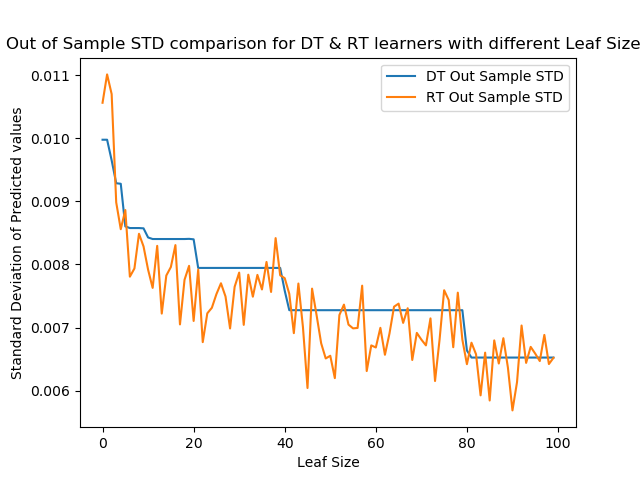 Out of Sample STD comparison for DT & RT learners with different Leaf Size
DT Out Sample STD
RT Out Sample STD
Standard Deviation of Predicted values
0.011
0.010
0.009
0.008
0.007
0.006
0 20 40 60 80 100
Leaf Size